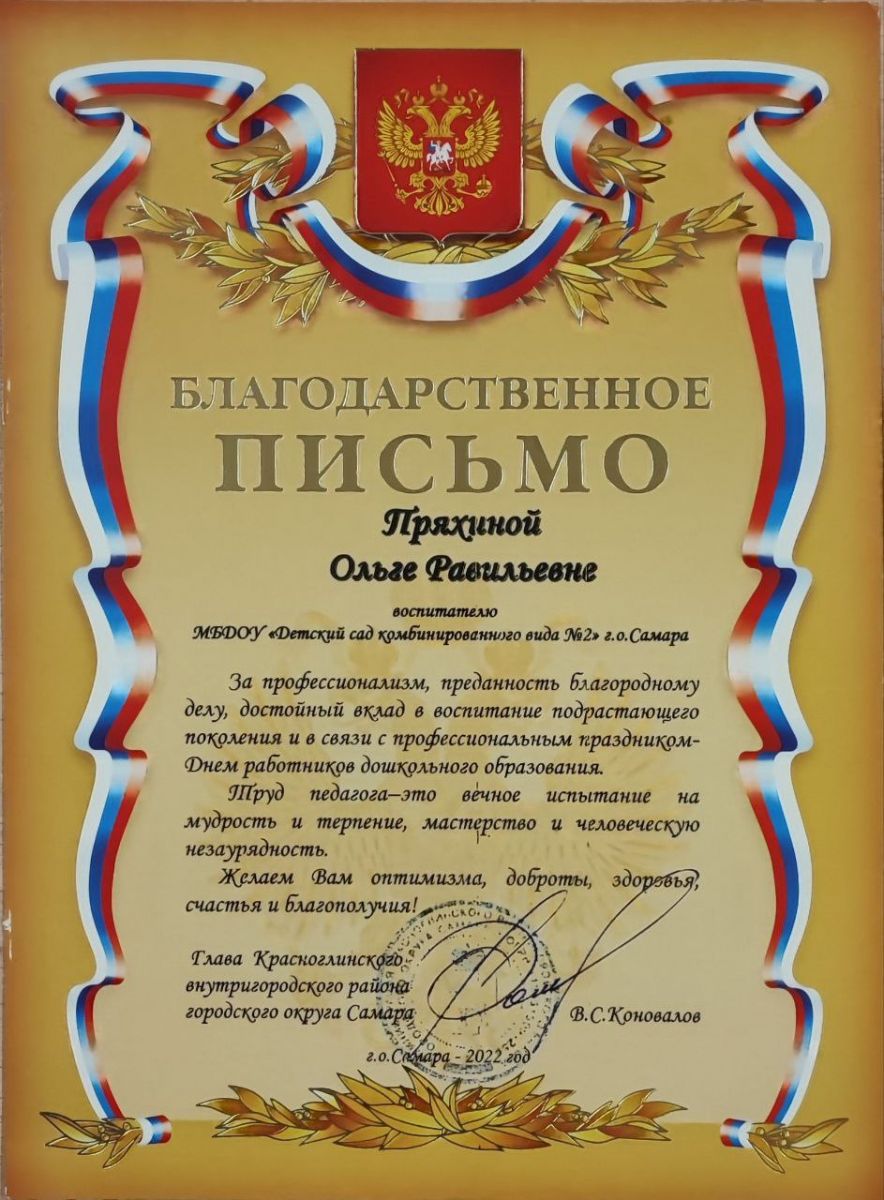 БЛАГОДАРСТВЕННОЕ
ПИСЬМО
Пряхиной
Ольге Равильевне
воспитателю
МБДОУ «Детский сад комбинированного вида №2» г.о.Самара
За профессионализм, преданность благородному
делу, достойный вклад в воспитание подрастающего
поколения и в связи с профессиональным праздником-
Днем работников дошкольного образования.
Труд педагога–это вечное испытание на
мудрость и терпение, мастерство и человеческую
незаурядность.
Желаем Вам оптимизма, доброты, здоровья,
счастья и благополучия!
Глава Красноглинского
внутригородского района
городского округа Самара
В.С.Коновалов
г.о.Самара - 2022 год